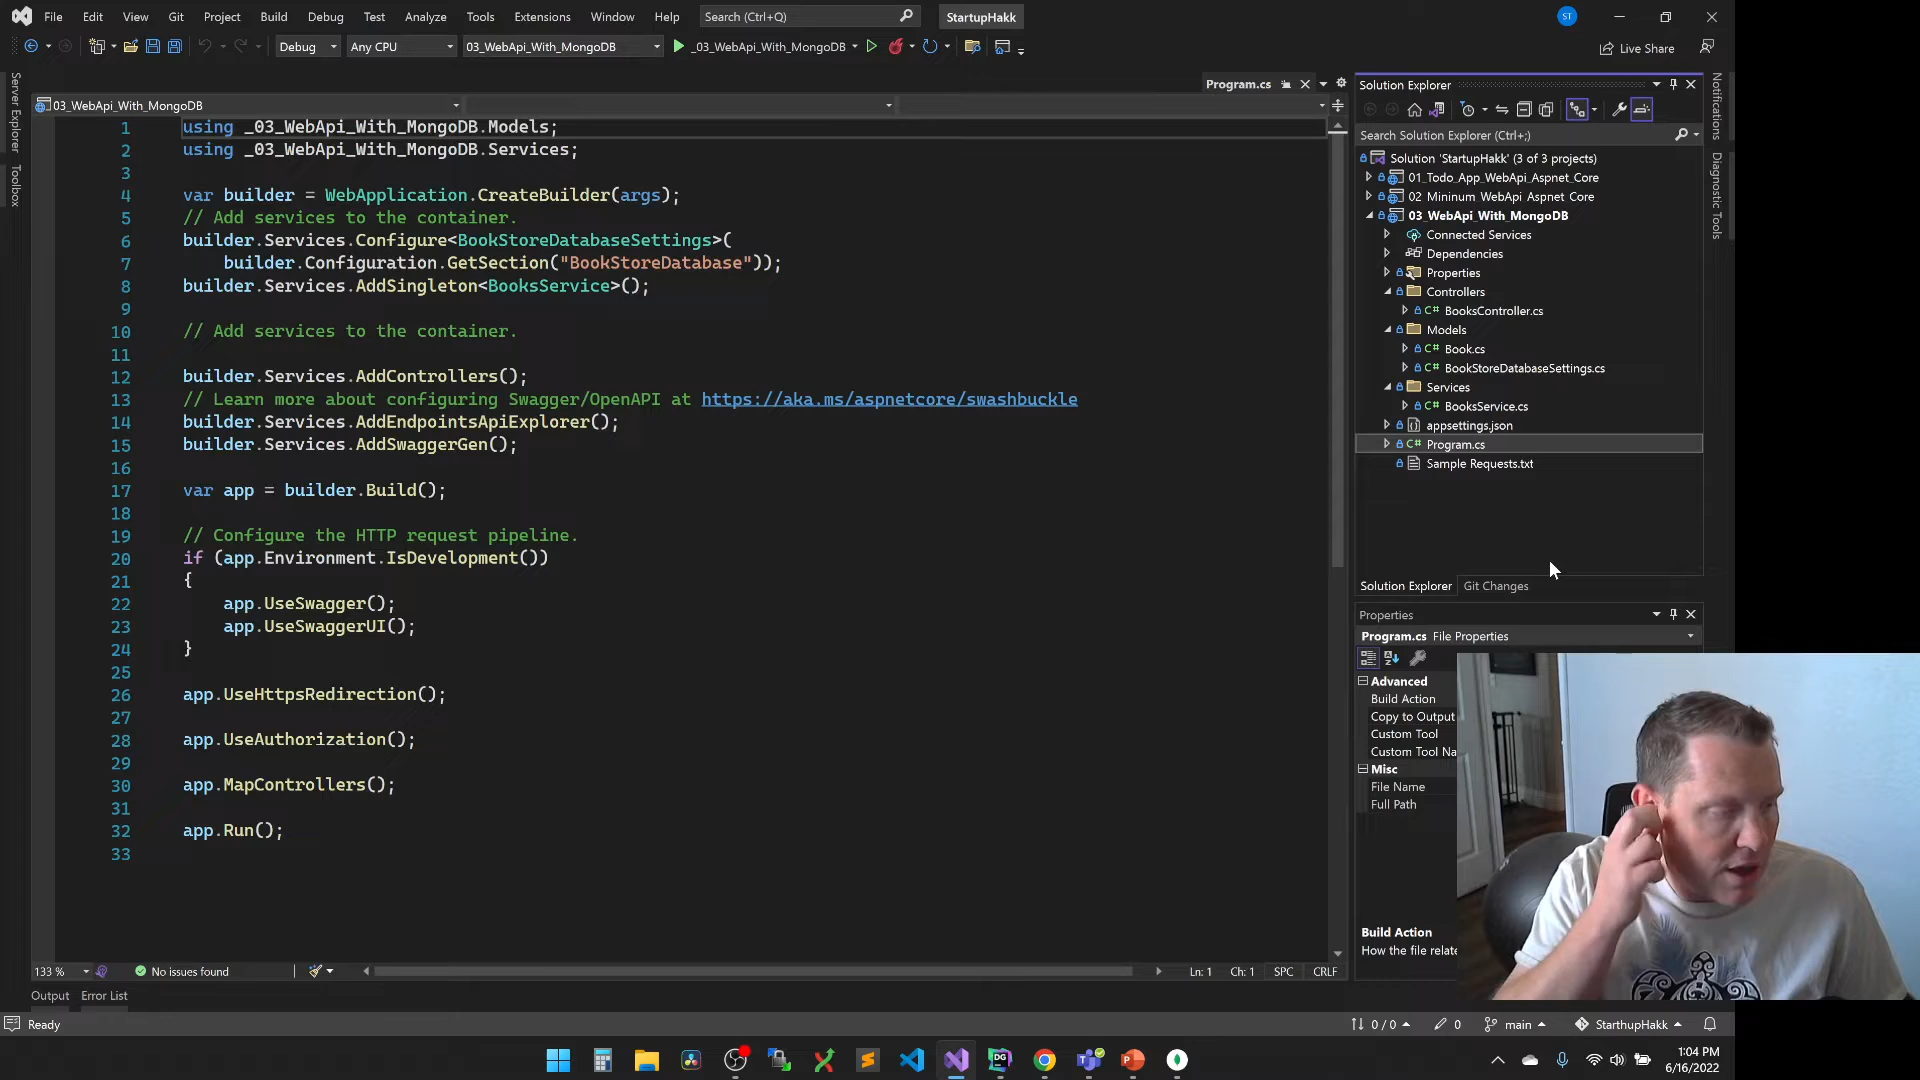 File Edit View Git Project Build Debug Test Analyze Tools Extensions Window Help Search (Ctrl+Q) StartupHakk ST
Debug Any CPU 03_WebApi_With_MongoDB _03_WebApi_With_MongoDB Live Share
Server Explorer
Toolbox
Program.cs
03_WebApi_With_MongoDB
1 using _03_WebApi_With_MongoDB.Models;
2 using _03_WebApi_With_MongoDB.Services;
3
4 var builder = WebApplication.CreateBuilder(args);
5 // Add services to the container.
6 builder.Services.Configure<BookStoreDatabaseSettings>(
7 builder.Configuration.GetSection("BookStoreDatabase"));
8 builder.Services.AddSingleton<BooksService>();
9
10 // Add services to the container.
11
12 builder.Services.AddControllers();
13 // Learn more about configuring Swagger/OpenAPI at https://aka.ms/aspnetcore/swashbuckle
14 builder.Services.AddEndpointsApiExplorer();
15 builder.Services.AddSwaggerGen();
16
17 var app = builder.Build();
18
19 // Configure the HTTP request pipeline.
20 if (app.Environment.IsDevelopment())
21 {
22 app.UseSwagger();
23 app.UseSwaggerUI();
24 }
25
26 app.UseHttpsRedirection();
27
28 app.UseAuthorization();
29
30 app.MapControllers();
31
32 app.Run();
33
133 % No issues found Ln: 1 Ch: 1 SPC CRLF
Output Error List
Solution Explorer
Search Solution Explorer (Ctrl+;)
Solution 'StartupHakk' (3 of 3 projects)
01_Todo_App_WebApi_Aspnet_Core
02 Mininum_WebApi_Aspnet_Core
03_WebApi_With_MongoDB
Connected Services
Dependencies
Properties
Controllers
C# BooksController.cs
Models
C# Book.cs
C# BookStoreDatabaseSettings.cs
Services
C# BooksService.cs
appsettings.json
C# Program.cs
Sample Requests.txt
Solution Explorer Git Changes
Properties
Program.cs File Properties
Advanced
Build Action
Copy to Output
Custom Tool
Custom Tool Na
Misc
File Name
Full Path
Build Action
How the file relate
Notifications
Diagnostic Tools
Ready 0 / 0 0 main StarthupHakk
1:04 PM
6/16/2022